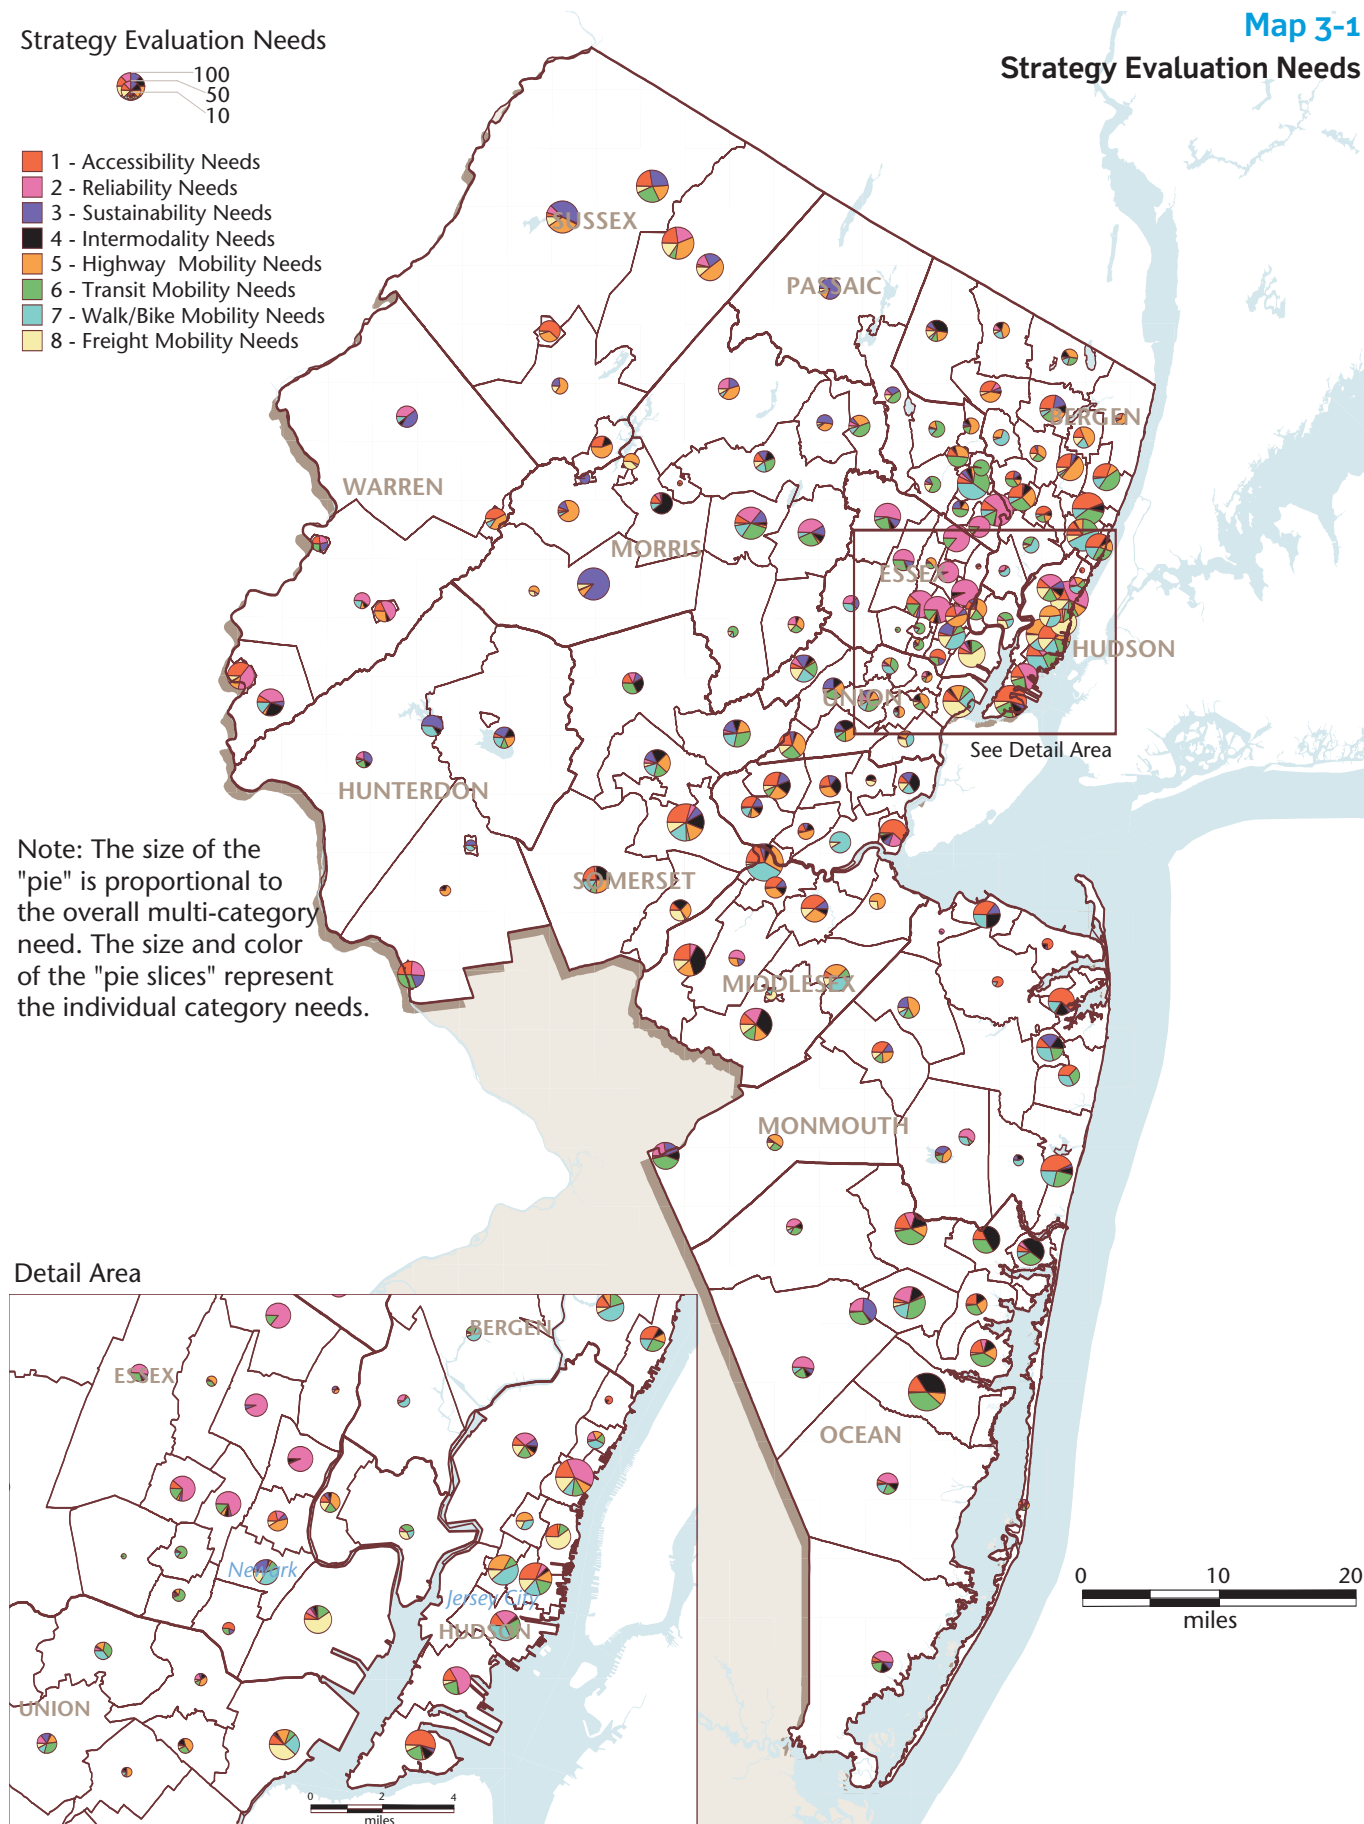 Map 3-1
Strategy Evaluation Needs
Strategy Evaluation Needs
100
50
10
1 - Accessibility Needs
2 - Reliability Needs
3 - Sustainability Needs
4 - Intermodality Needs
5 - Highway  Mobility Needs
6 - Transit Mobility Needs
7 - Walk/Bike Mobility Needs
8 - Freight Mobility Needs
SUSSEX
PASSAIC
BERGEN
WARREN
MORRIS
ESSEX
HUDSON
UNION
See Detail Area
HUNTERDON
Note: The size of the
"pie" is proportional to
the overall multi-category
need. The size and color
of the "pie slices" represent
the individual category needs.
SOMERSET
MIDDLESEX
MONMOUTH
OCEAN
Detail Area
BERGEN
ESSEX
Newark
Jersey City
HUDSON
UNION
0 2 4
miles
0 10 20
miles